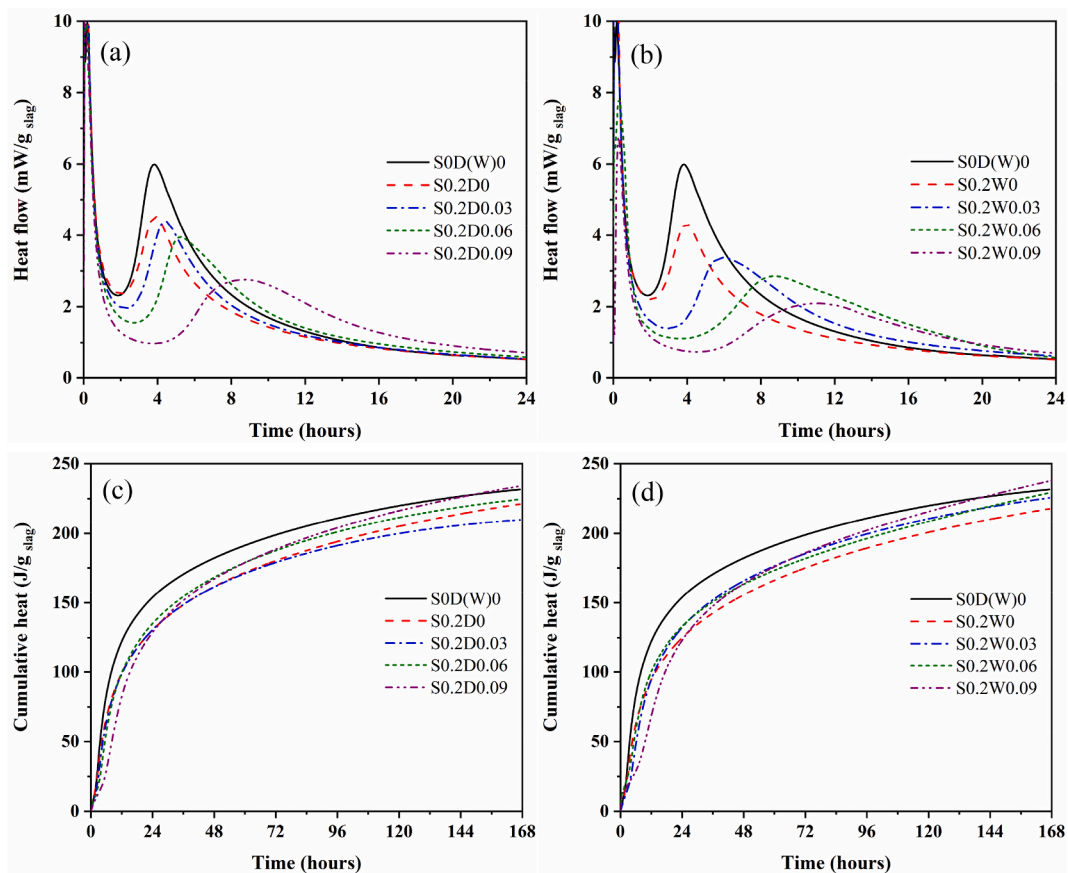 (a)
Heat flow (mW/g slag)
10
8
6
4
2
0
S0D(W)0
S0.2D0
S0.2D0.03
S0.2D0.06
S0.2D0.09
0 4 8 12 16 20 24
Time (hours)
(b)
Heat flow (mW/g slag)
10
8
6
4
2
0
S0D(W)0
S0.2W0
S0.2W0.03
S0.2W0.06
S0.2W0.09
0 4 8 12 16 20 24
Time (hours)
(c)
Cumulative heat (J/g slag)
250
200
150
100
50
0
S0D(W)0
S0.2D0
S0.2D0.03
S0.2D0.06
S0.2D0.09
0 24 48 72 96 120 144 168
Time (hours)
(d)
Cumulative heat (J/g slag)
250
200
150
100
50
0
S0D(W)0
S0.2W0
S0.2W0.03
S0.2W0.06
S0.2W0.09
0 24 48 72 96 120 144 168
Time (hours)